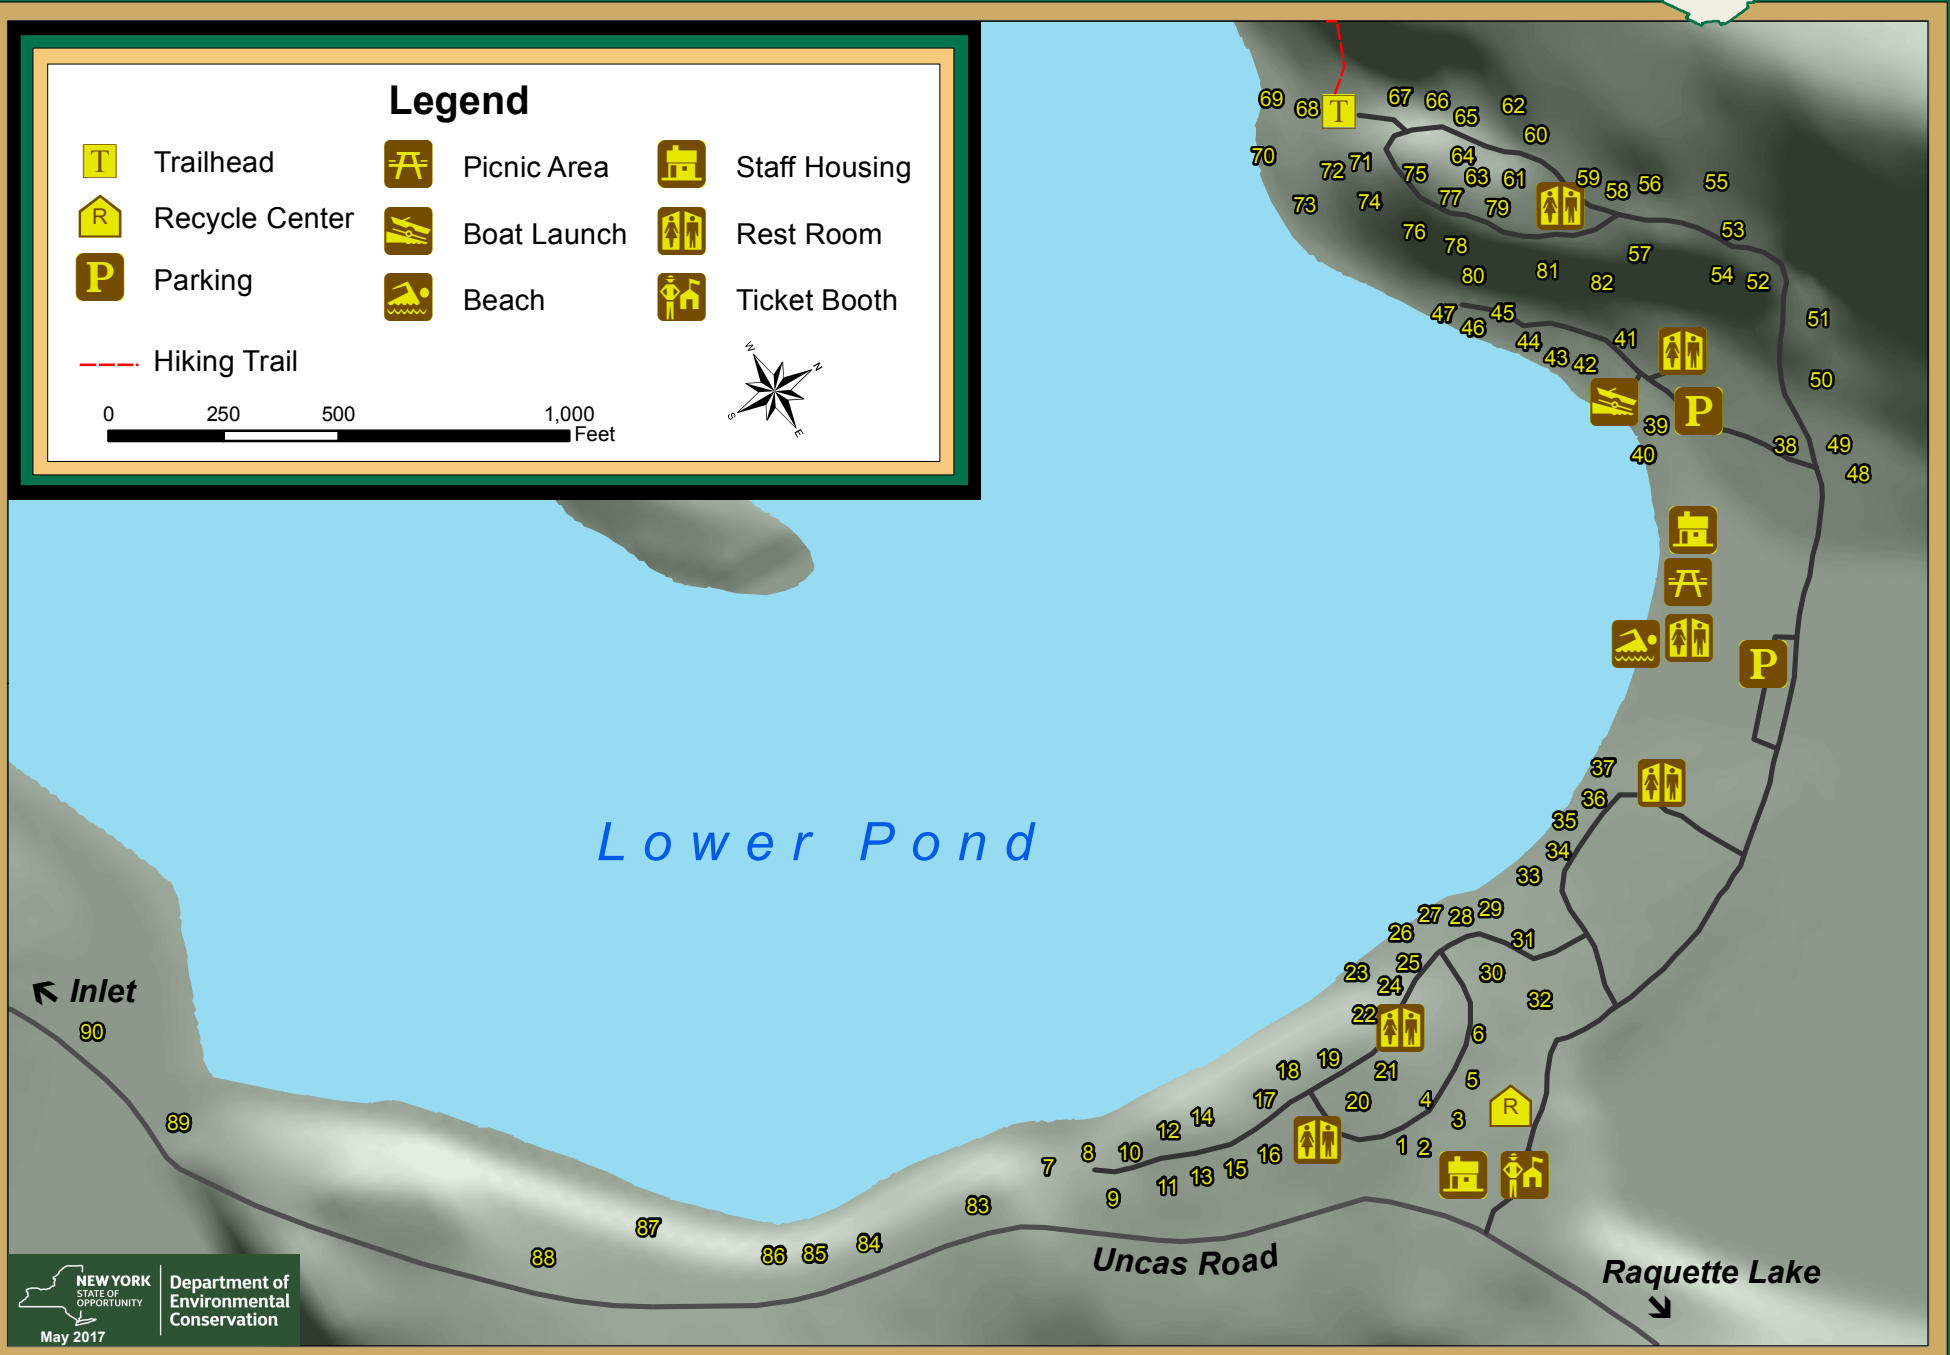 Legend
T Trailhead
Picnic Area
Staff Housing
R Recycle Center
Boat Launch
Rest Room
P Parking
Beach
Ticket Booth
Hiking Trail
W
N
S
E
0 250 500 1,000
Feet
69 68 T 67 66 65 62
60
70 72 71 75 64 63 61 59 58 56 55
73 74 77 79
76 78 57 53
80 81 82 54 52
47 46 45 44 43 42 41 51
50
P
39 40 38 49 48
P
37
36
35
34
33
27 28 29
26 31
23 25 24 30
32
22 6
18 19 21 5
17 20 4 3 R
12 14
7 8 10 16 1 2
9 11 13 15
83
87
88 86 85 84
89
90
Lower Pond
Inlet
Uncas Road
Raquette Lake
NEW YORK
STATE OF
OPPORTUNITY
Department of
Environmental
Conservation
May 2017